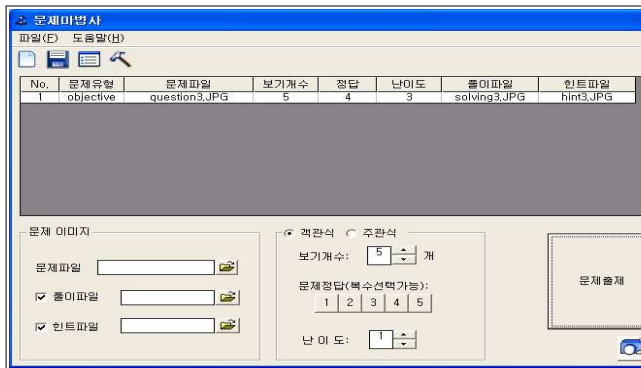 문제마법사
파일(F) 도움말(H)
No. 문제유형 문제파일 보기개수 정답 난이도 풀이파일 힌트파일
1 objective question3.JPG 5 4 3 solving3.JPG hint3.JPG
문제 이미지
문제파일
풀이파일
힌트파일
객관식 주관식
보기개수: 5 개
문제정답(복수선택가능):
1 2 3 4 5
난 이 도: 1
문제출제